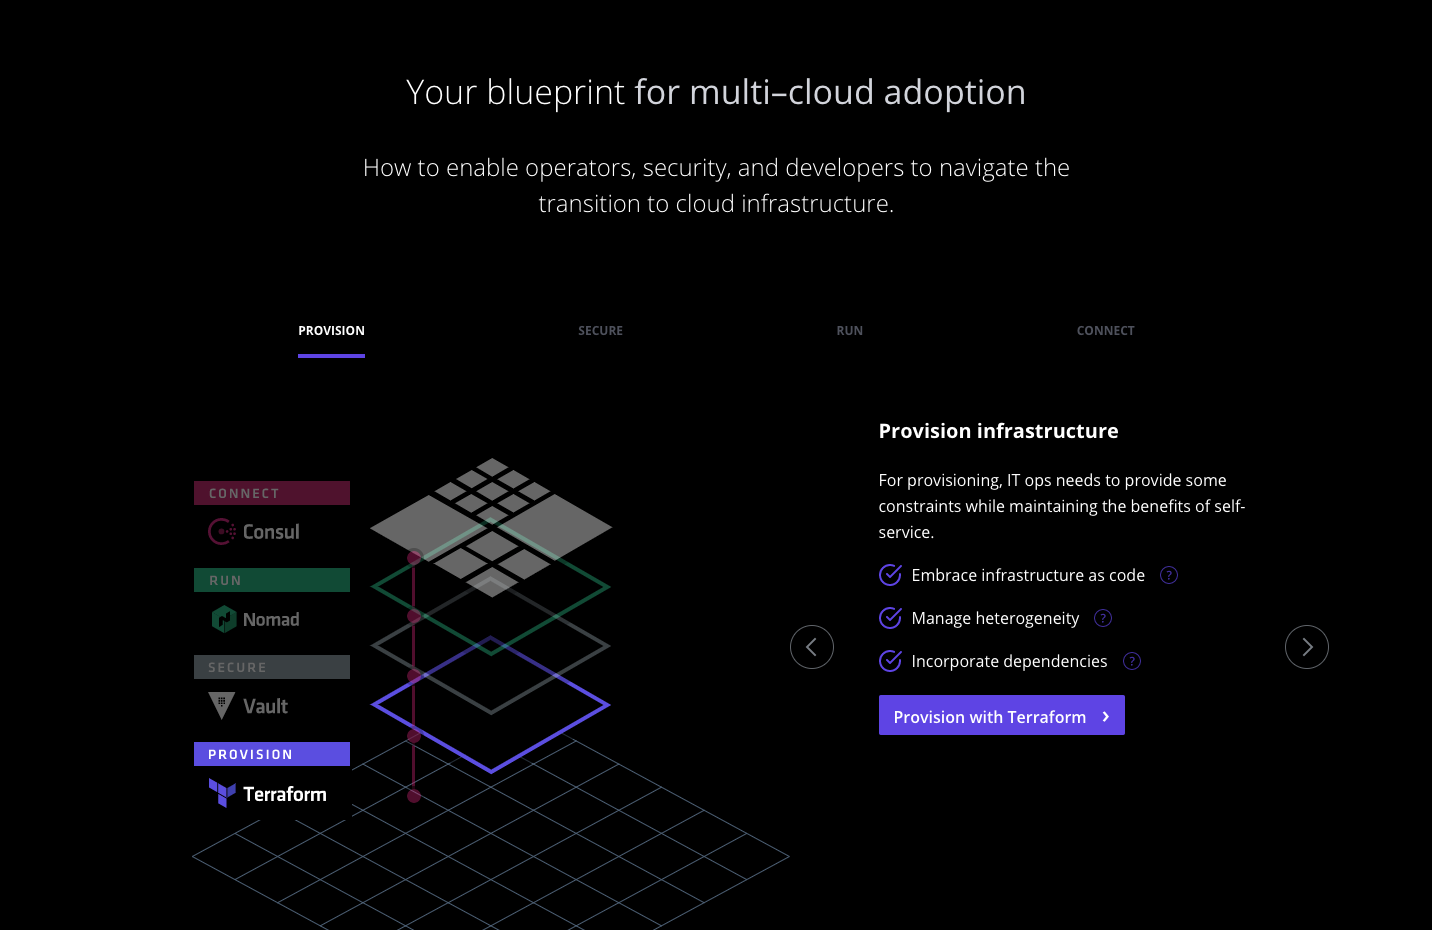 Your blueprint for multi–cloud adoption
How to enable operators, security, and developers to navigate the
transition to cloud infrastructure.
PROVISION
SECURE
RUN
CONNECT
CONNECT
Consul
RUN
Nomad
SECURE
Vault
PROVISION
Terraform
Provision infrastructure
For provisioning, IT ops needs to provide some
constraints while maintaining the benefits of self-
service.
Embrace infrastructure as code ?
Manage heterogeneity ?
Incorporate dependencies ?
Provision with Terraform